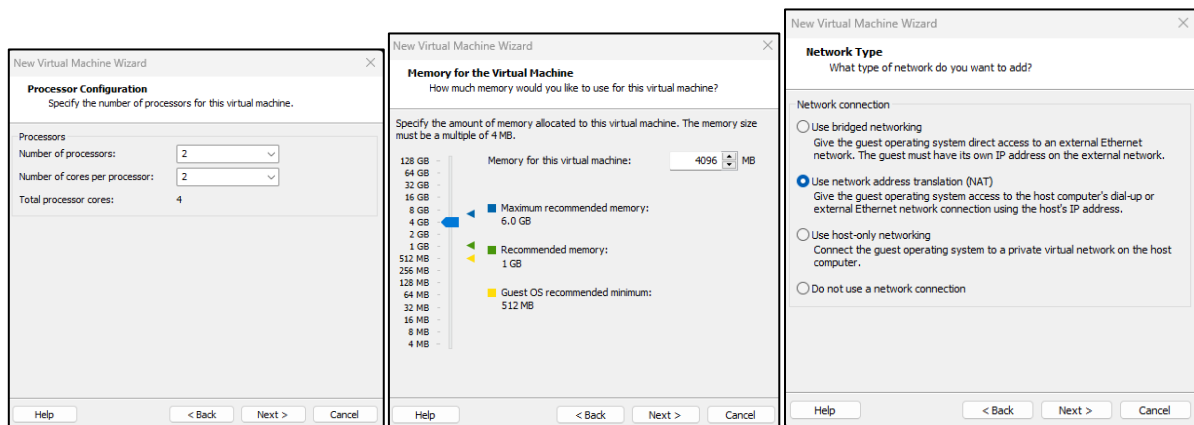 New Virtual Machine Wizard
Processor Configuration
Specify the number of processors for this virtual machine.
Processors
Number of processors: 2
Number of cores per processor: 2
Total processor cores: 4
Help < Back Next > Cancel
New Virtual Machine Wizard
Memory for the Virtual Machine
How much memory would you like to use for this virtual machine?
Specify the amount of memory allocated to this virtual machine. The memory size
must be a multiple of 4 MB.
128 GB
64 GB
32 GB
16 GB
8 GB
4 GB
2 GB
1 GB
512 MB
256 MB
128 MB
64 MB
32 MB
16 MB
8 MB
4 MB
Memory for this virtual machine: 4096 MB
Maximum recommended memory:
6.0 GB
Recommended memory:
1 GB
Guest OS recommended minimum:
512 MB
Help < Back Next > Cancel
New Virtual Machine Wizard
Network Type
What type of network do you want to add?
Network connection
Use bridged networking
Give the guest operating system direct access to an external Ethernet
network. The guest must have its own IP address on the external network.
Use network address translation (NAT)
Give the guest operating system access to the host computer's dial-up or
external Ethernet network connection using the host's IP address.
Use host-only networking
Connect the guest operating system to a private virtual network on the host
computer.
Do not use a network connection
Help < Back Next > Cancel